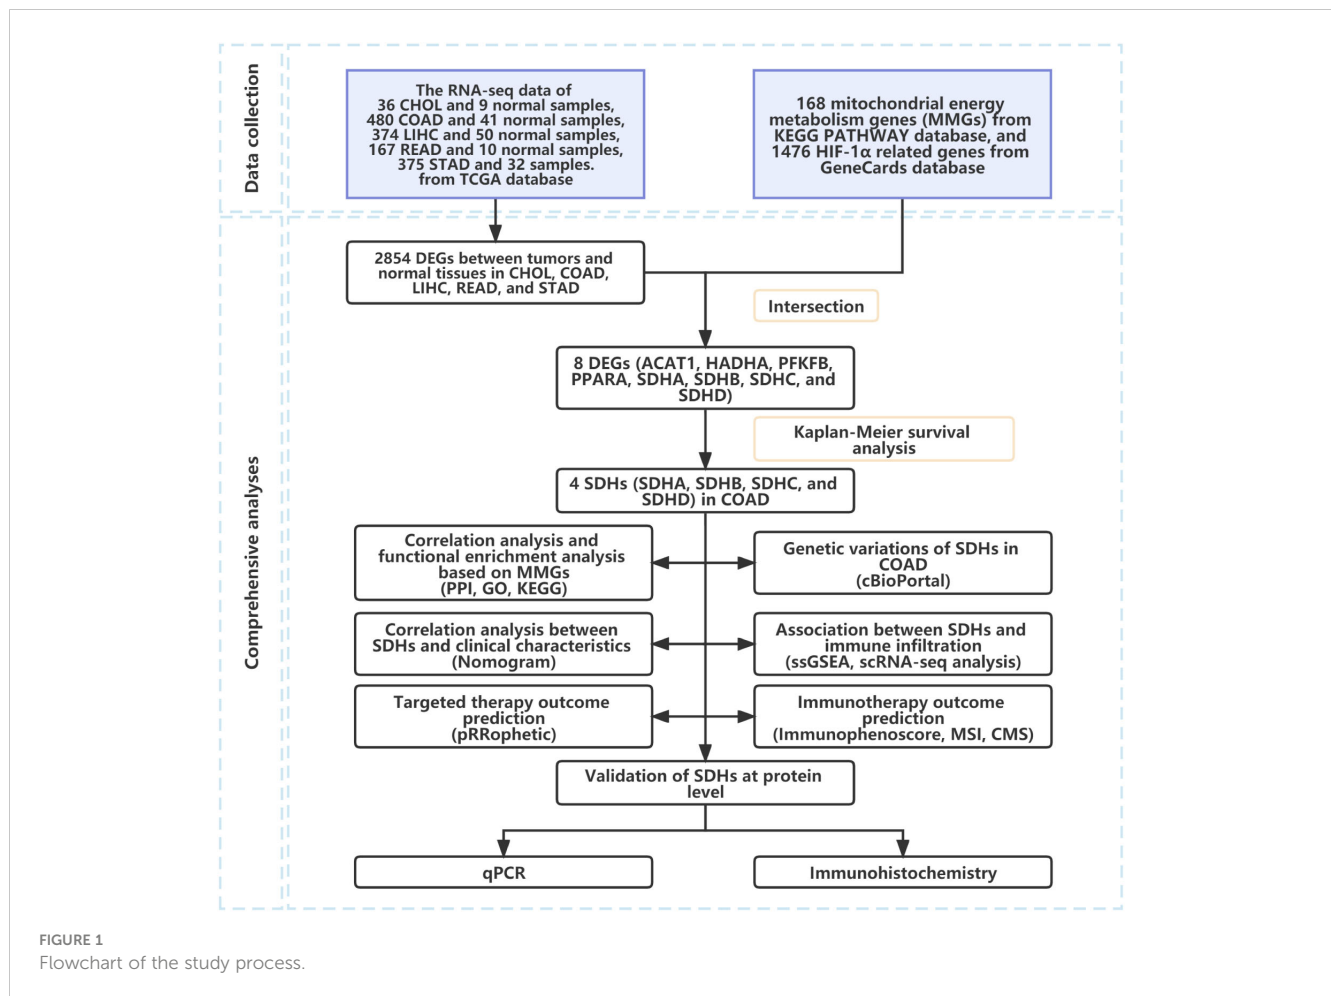 Data collection
The RNA-seq data of
36 CHOL and 9 normal samples,
480 COAD and 41 normal samples,
374 LIHC and 50 normal samples,
167 READ and 10 normal samples,
375 STAD and 32 samples.
from TCGA database
168 mitochondrial energy
metabolism genes (MMGs) from
KEGG PATHWAY database, and
1476 HIF-1α related genes from
GeneCards database
Comprehensive analyses
2854 DEGs between tumors and
normal tissues in CHOL, COAD,
LIHC, READ, and STAD
Intersection
8 DEGs (ACAT1, HADHA, PFKFB,
PPARA, SDHA, SDHB, SDHC, and
SDHD)
Kaplan-Meier survival
analysis
4 SDHs (SDHA, SDHB, SDHC, and
SDHD) in COAD
Correlation analysis and
functional enrichment analysis
based on MMGs
(PPI, GO, KEGG)
Genetic variations of SDHs in
COAD
(cBioPortal)
Correlation analysis between
SDHs and clinical characteristics
(Nomogram)
Association between SDHs and
immune infiltration
(ssGSEA, scRNA-seq analysis)
Targeted therapy outcome
prediction
(pRRophetic)
Immunotherapy outcome
prediction
(Immunophenoscore, MSI, CMS)
Validation of SDHs at protein
level
qPCR
Immunohistochemistry
FIGURE 1
Flowchart of the study process.